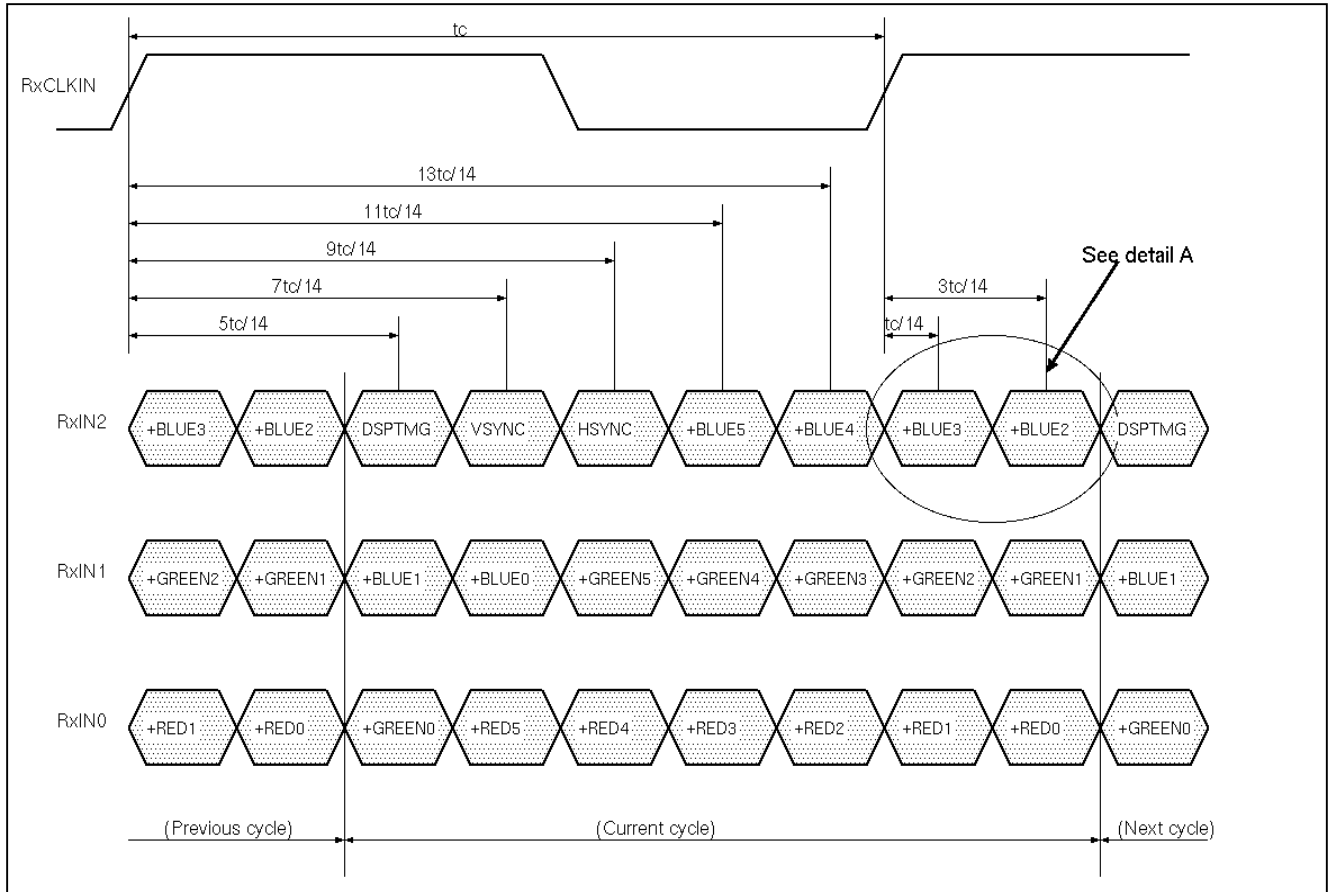 tc
RxCLKIN
13tc/14
11tc/14
9tc/14
See detail A
7tc/14
3tc/14
5tc/14
tc/14
RxIN2
+BLUE3 +BLUE2 DSPTMG VSYNC HSYNC +BLUE5 +BLUE4 +BLUE3 +BLUE2 DSPTMG
RxIN1
+GREEN2 +GREEN1 +BLUE1 +BLUE0 +GREEN5 +GREEN4 +GREEN3 +GREEN2 +GREEN1 +BLUE1
RxIN0
+RED1 +RED0 +GREEN0 +RED5 +RED4 +RED3 +RED2 +RED1 +RED0 +GREEN0
(Previous cycle) (Current cycle) (Next cycle)